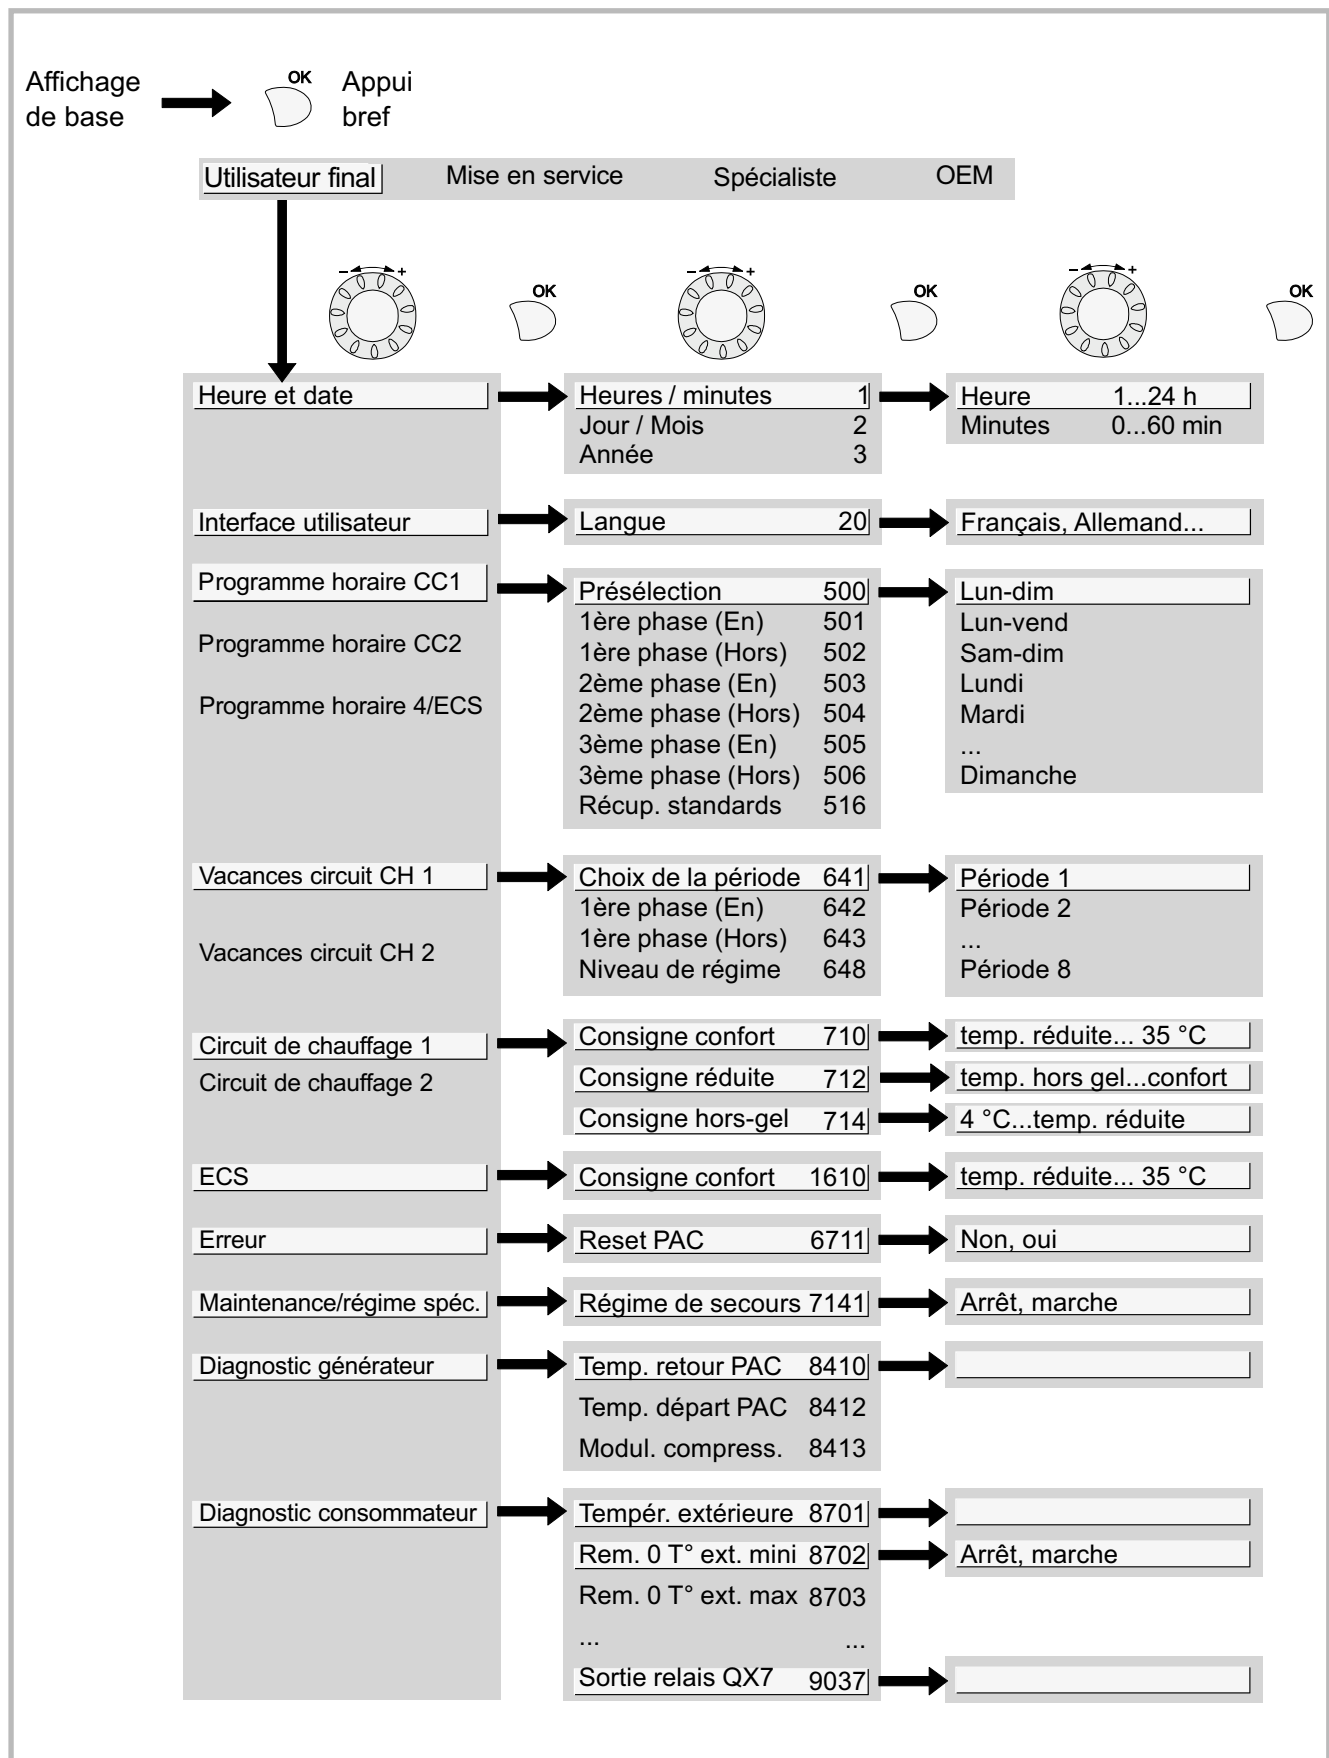 Affichage
de base
OK
Appui
bref
Utilisateur final Mise en service Spécialiste OEM
- + - + - +
OK OK OK
Heure et date Heures / minutes 1 Heure 1...24 h
Jour / Mois 2 Minutes 0...60 min
Année 3
Interface utilisateur Langue 20 Français, Allemand...
Programme horaire CC1 Présélection 500 Lun-dim
1ère phase (En) 501 Lun-vend
Programme horaire CC2 1ère phase (Hors) 502 Sam-dim
2ème phase (En) 503 Lundi
Programme horaire 4/ECS 2ème phase (Hors) 504 Mardi
3ème phase (En) 505 ...
3ème phase (Hors) 506 Dimanche
Récup. standards 516
Vacances circuit CH 1 Choix de la période 641 Période 1
1ère phase (En) 642 Période 2
Vacances circuit CH 2 1ère phase (Hors) 643 ...
Niveau de régime 648 Période 8
Circuit de chauffage 1 Consigne confort 710 temp. réduite... 35 °C
Circuit de chauffage 2 Consigne réduite 712 temp. hors gel...confort
Consigne hors-gel 714 4 °C...temp. réduite
ECS Consigne confort 1610 temp. réduite... 35 °C
Erreur Reset PAC 6711 Non, oui
Maintenance/régime spéc. Régime de secours 7141 Arrêt, marche
Diagnostic générateur Temp. retour PAC 8410
Temp. départ PAC 8412
Modul. compress. 8413
Diagnostic consommateur Tempér. extérieure 8701
Rem. 0 T° ext. mini 8702 Arrêt, marche
Rem. 0 T° ext. max 8703
... ...
Sortie relais QX7 9037